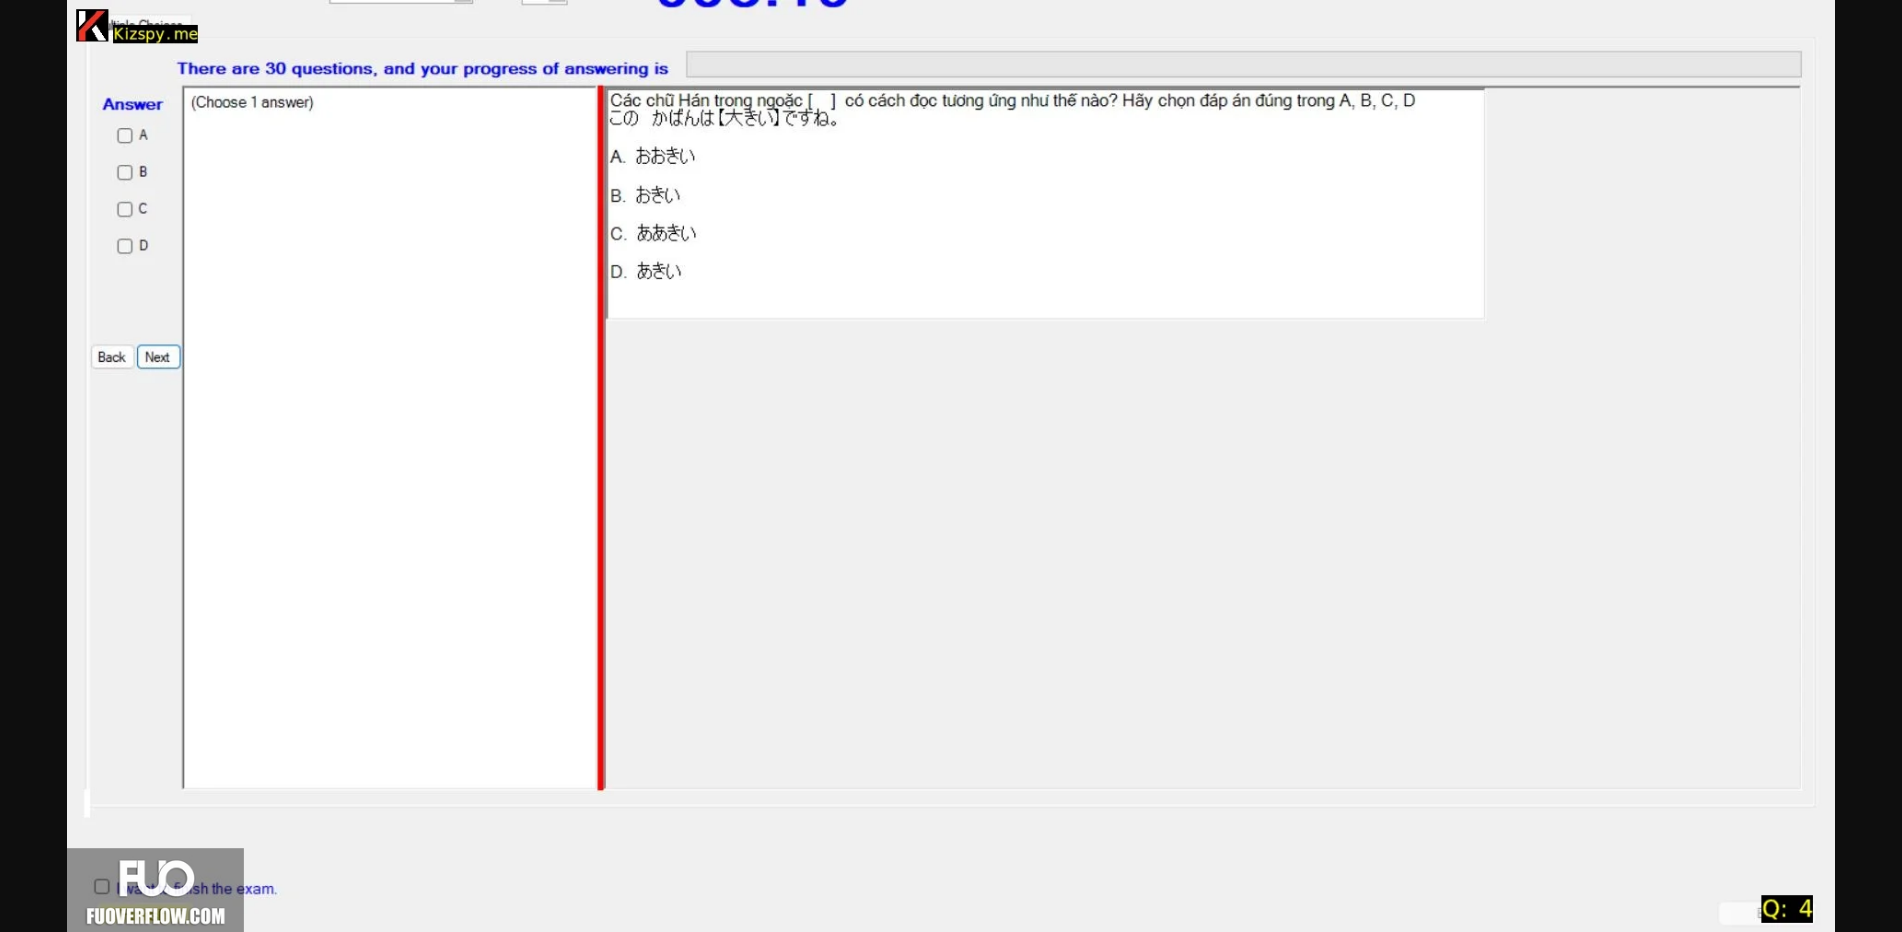 Kizspy.me
There are 30 questions, and your progress of answering is
Answer
(Choose 1 answer)
A
B
C
D
Back
Next
Các chữ Hán trong ngoặc [   ]  có cách đọc tương ứng như thế nào? Hãy chọn đáp án đúng trong A, B, C, D
この　かばんは【大きい】ですね。
A. おおきい
B. おきい
C. ああきい
D. あきい
FUO
finish the exam.
FUOVERFLOW.COM
Q: 4